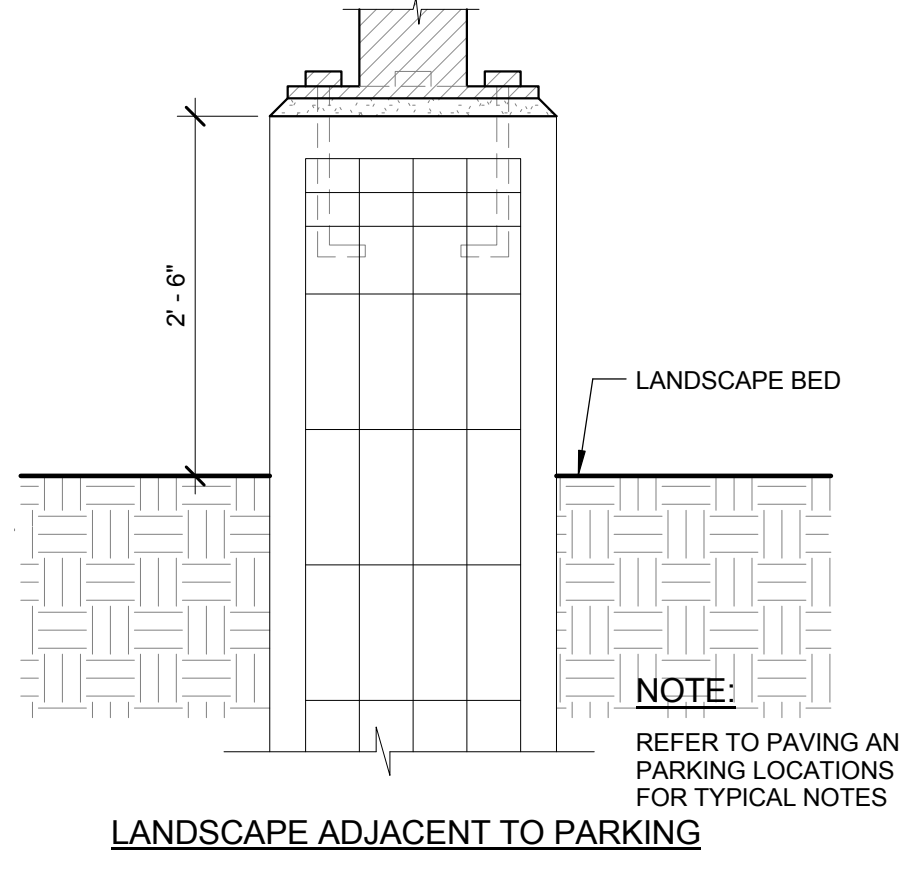 2' - 6"
LANDSCAPE BED
NOTE:
REFER TO PAVING AN
PARKING LOCATIONS
FOR TYPICAL NOTES
LANDSCAPE ADJACENT TO PARKING